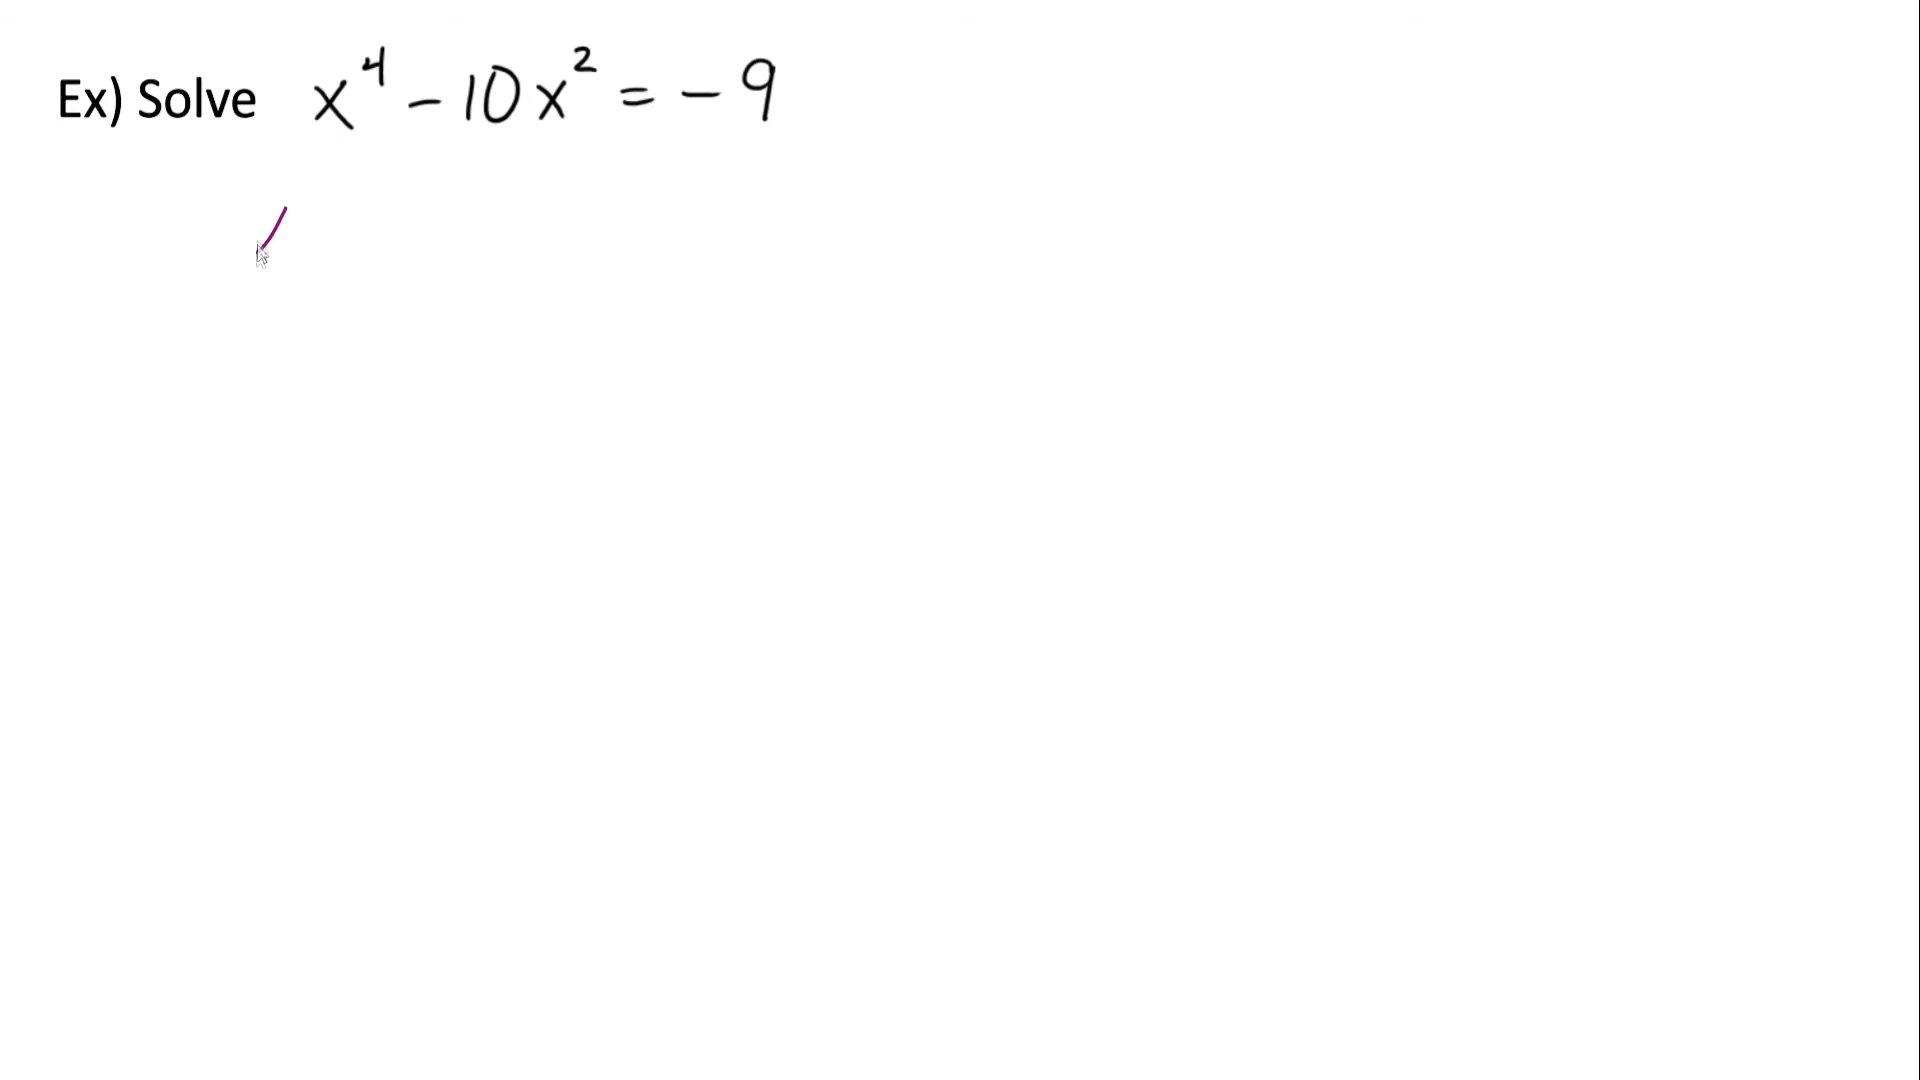 Ex) Solve x⁴ - 10x² = -9